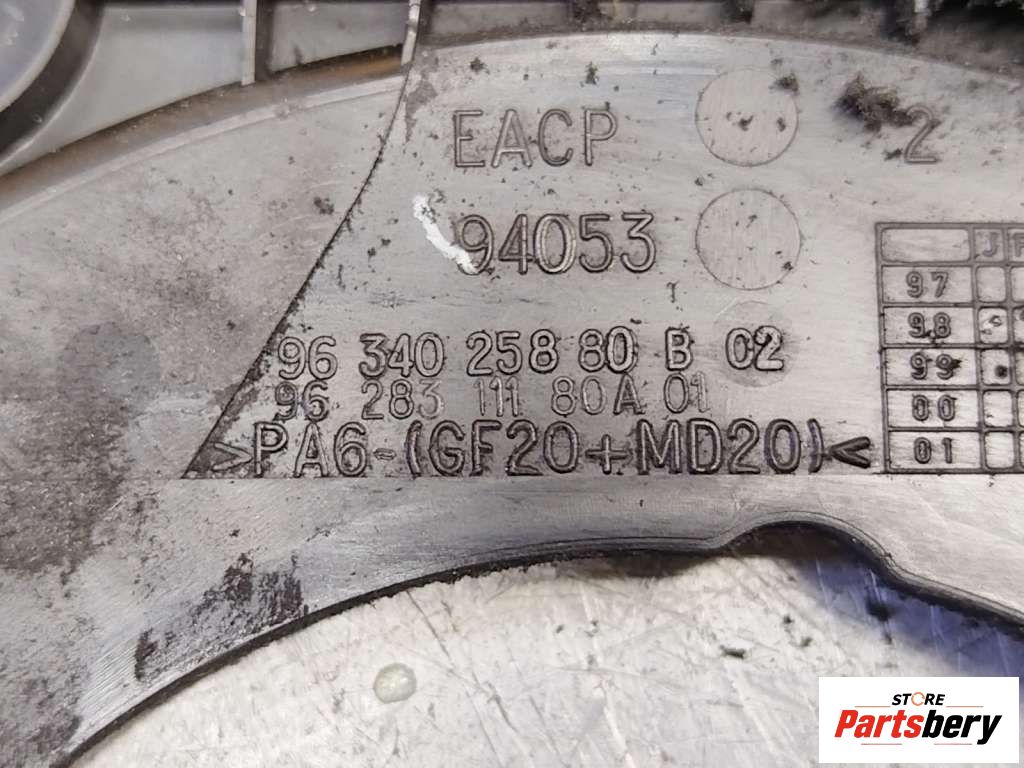 EACP 2
94053
96 340 258 80 B 02
96 283 111 80 A 01
>PA6-(GF20+MD20)<
J F
97
98
99
00
01
STORE
Partsbery